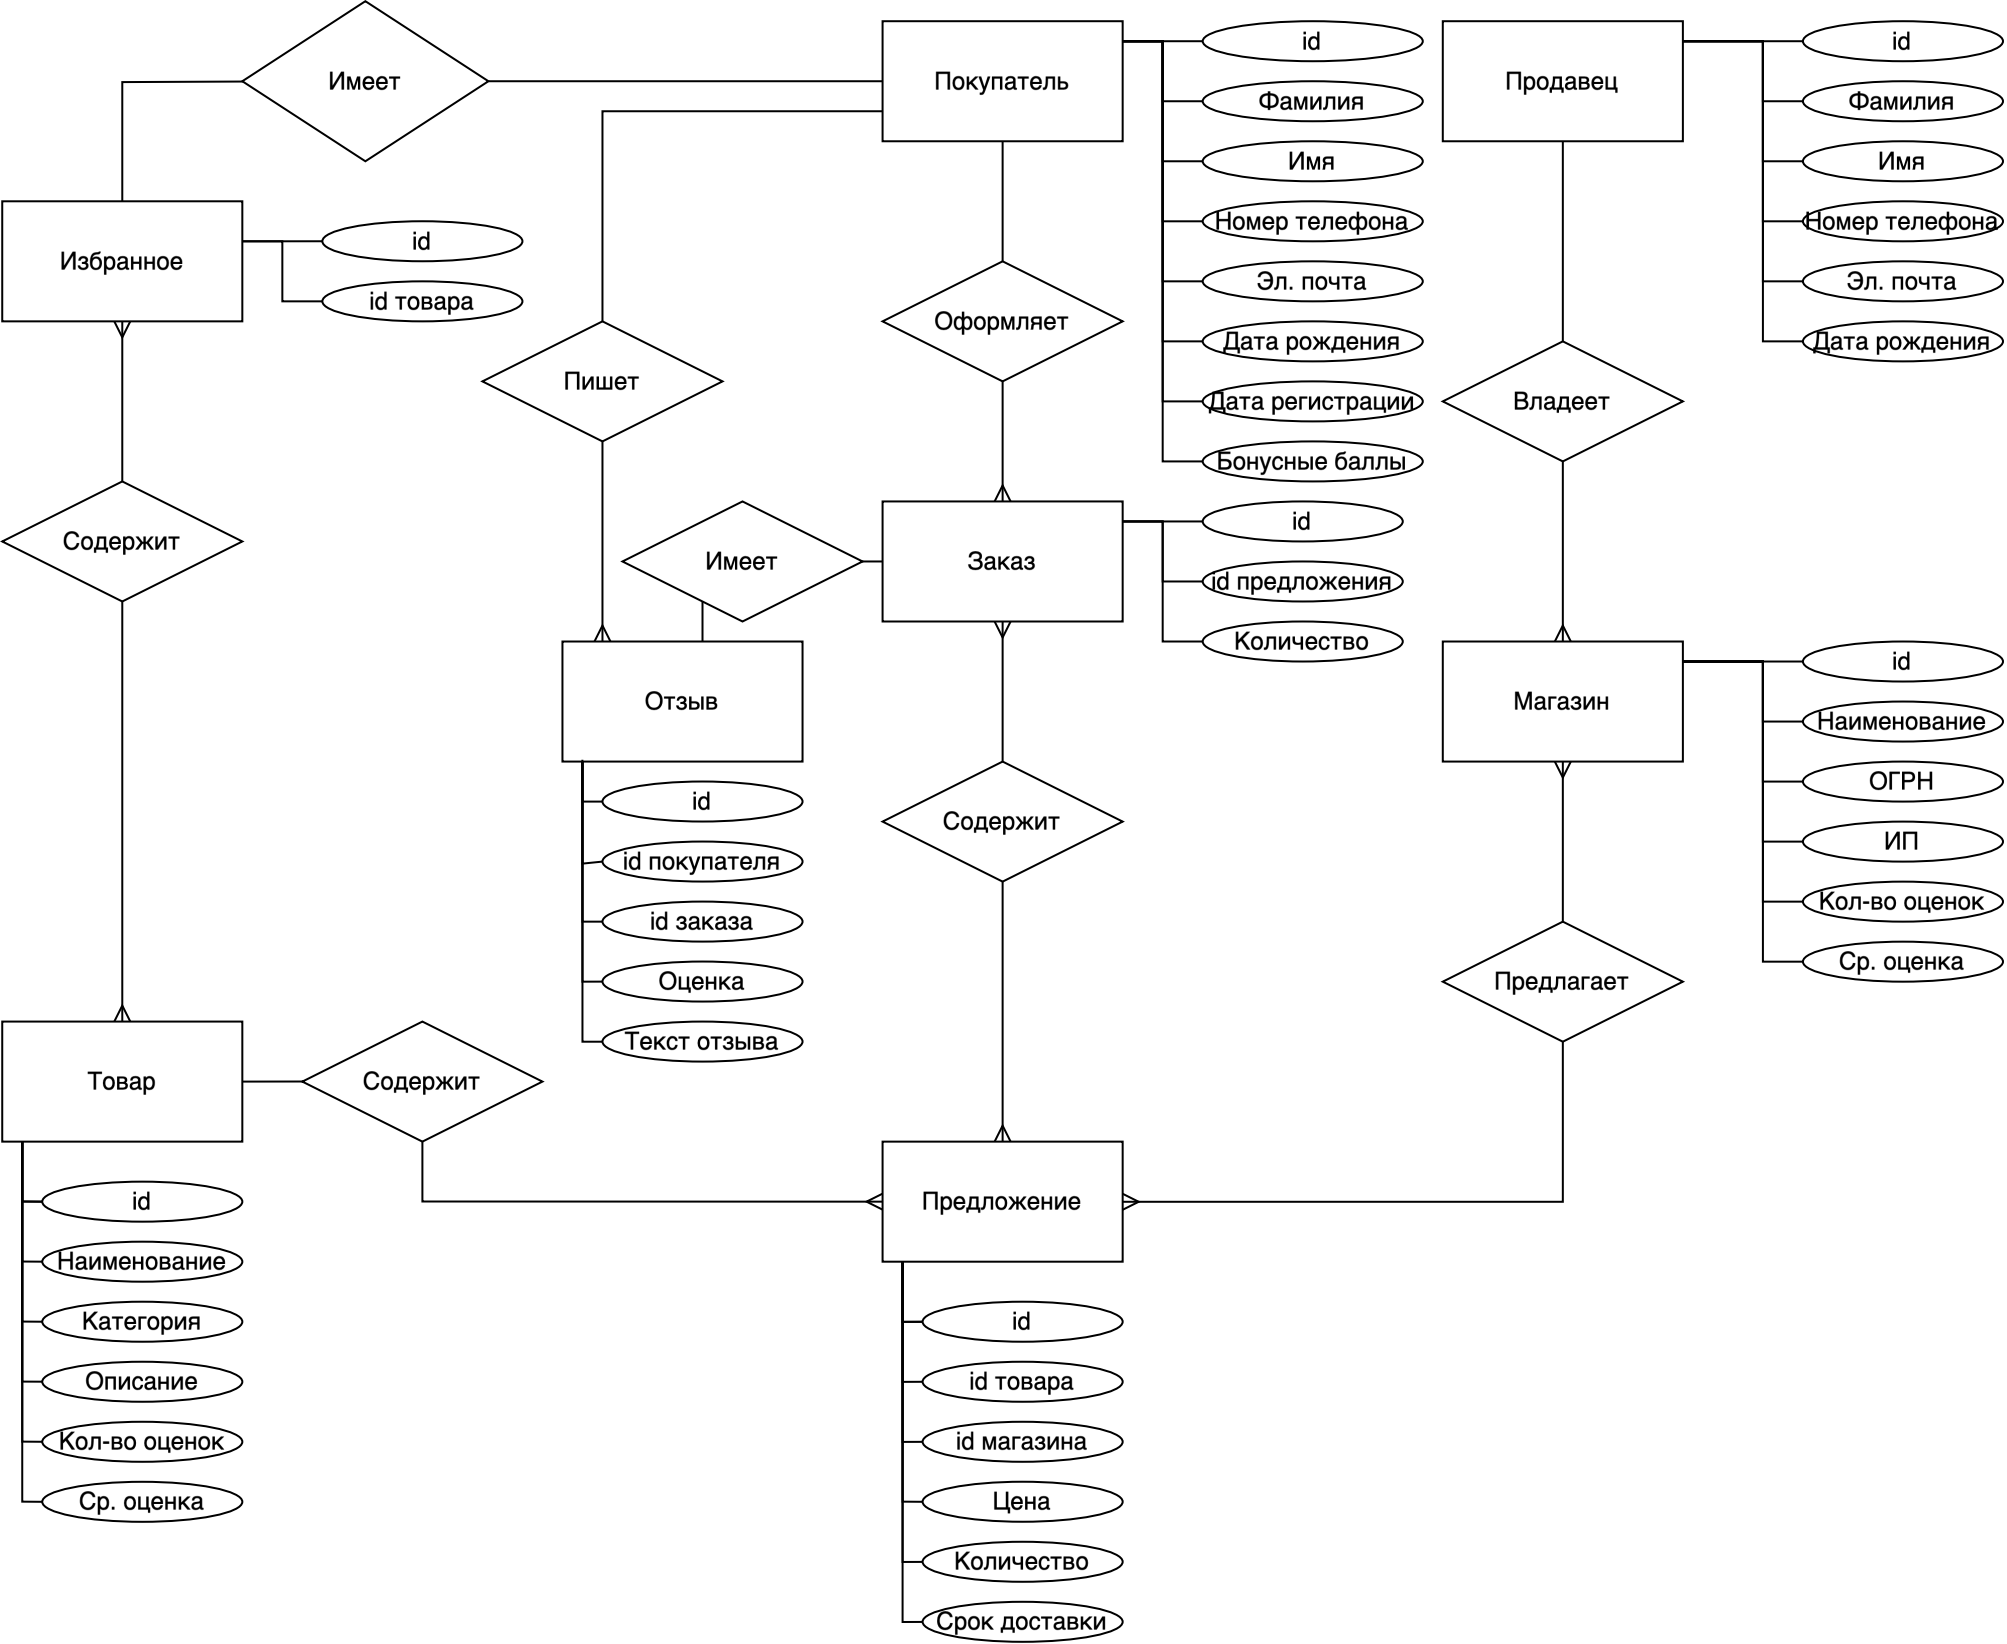 Имеет
Покупатель
id
Фамилия
Имя
Номер телефона
Эл. почта
Дата рождения
Дата регистрации
Бонусные баллы
Продавец
id
Фамилия
Имя
Номер телефона
Эл. почта
Дата рождения
Избранное
id
id товара
Пишет
Оформляет
Владеет
Содержит
Имеет
Заказ
id
id предложения
Количество
Отзыв
id
id покупателя
id заказа
Оценка
Текст отзыва
Магазин
id
Наименование
ОГРН
ИП
Кол-во оценок
Ср. оценка
Содержит
Предлагает
Товар
id
Наименование
Категория
Описание
Кол-во оценок
Ср. оценка
Содержит
Предложение
id
id товара
id магазина
Цена
Количество
Срок доставки